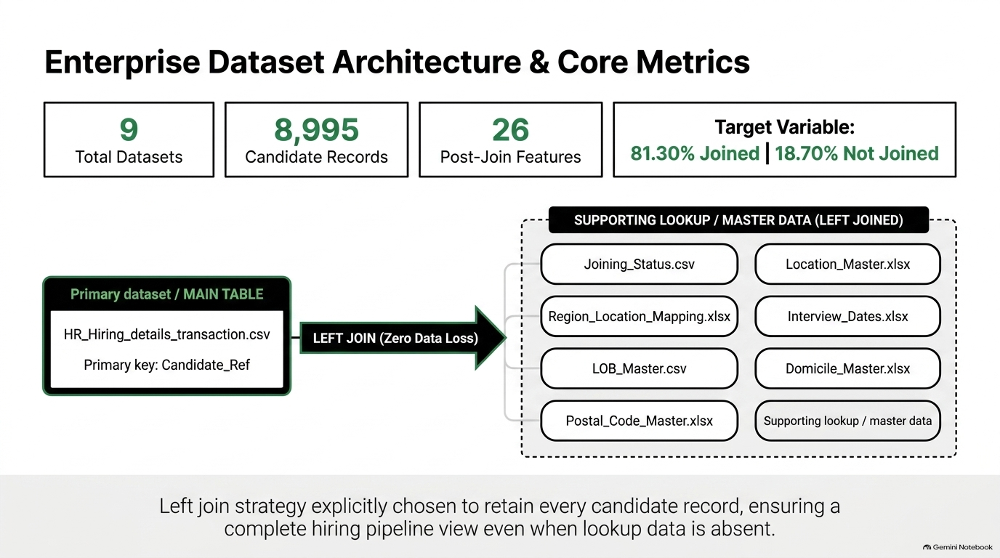 Enterprise Dataset Architecture & Core Metrics
9
Total Datasets
8,995
Candidate Records
26
Post-Join Features
Target Variable:
81.30% Joined | 18.70% Not Joined
SUPPORTING LOOKUP / MASTER DATA (LEFT JOINED)
Primary dataset / MAIN TABLE
HR_Hiring_details_transaction.csv
Primary key: Candidate_Ref
LEFT JOIN (Zero Data Loss)
Joining_Status.csv
Location_Master.xlsx
Region_Location_Mapping.xlsx
Interview_Dates.xlsx
LOB_Master.csv
Domicile_Master.xlsx
Postal_Code_Master.xlsx
Supporting lookup / master data
Left join strategy explicitly chosen to retain every candidate record, ensuring a
complete hiring pipeline view even when lookup data is absent.
Gemini Notebook